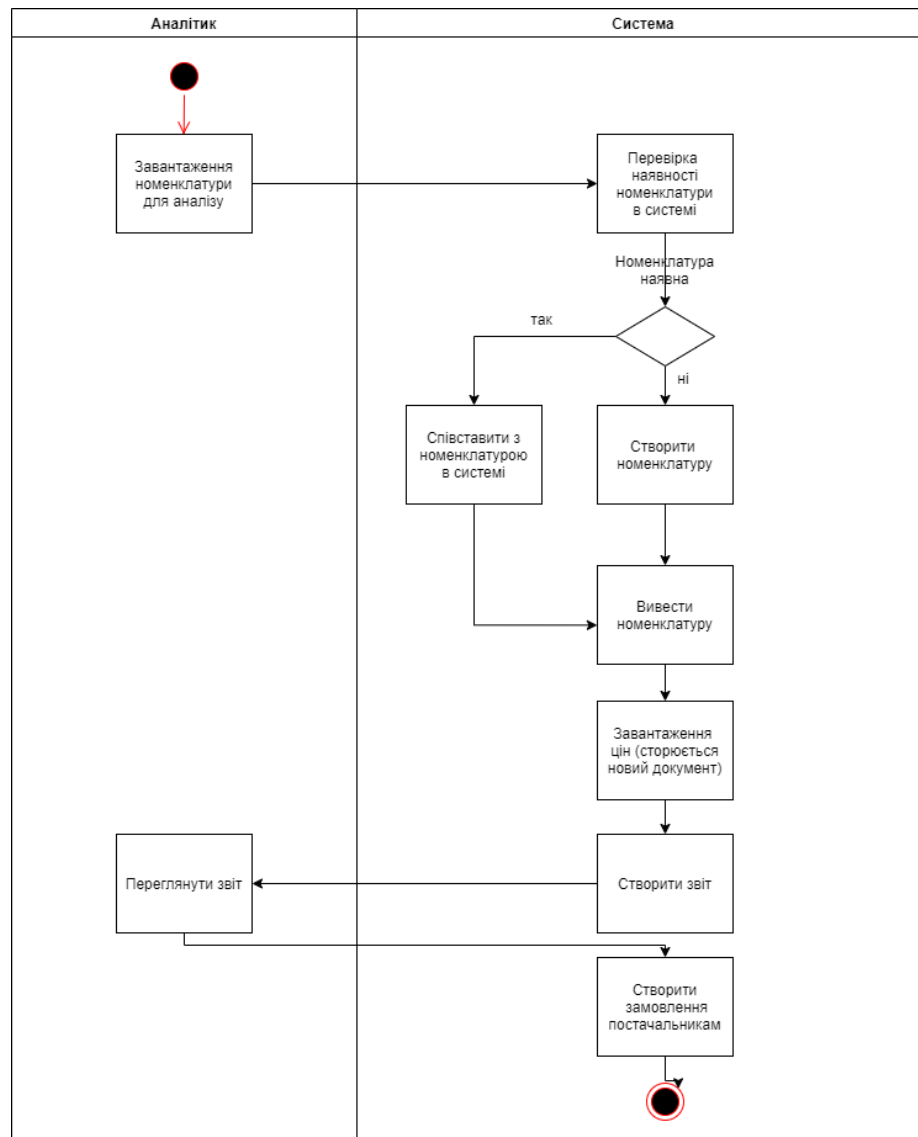 Аналітик
Система
Завантаження
номенклатури
для аналізу
Перевірка
наявності
номенклатури
в системі
Номенклатура
наявна
так
ні
Співставити з
номенклатурою
в системі
Створити
номенклатуру
Вивести
номенклатуру
Завантаження
цін (сторюється
новий документ)
Переглянути звіт
Створити звіт
Створити
замовлення
постачальникам